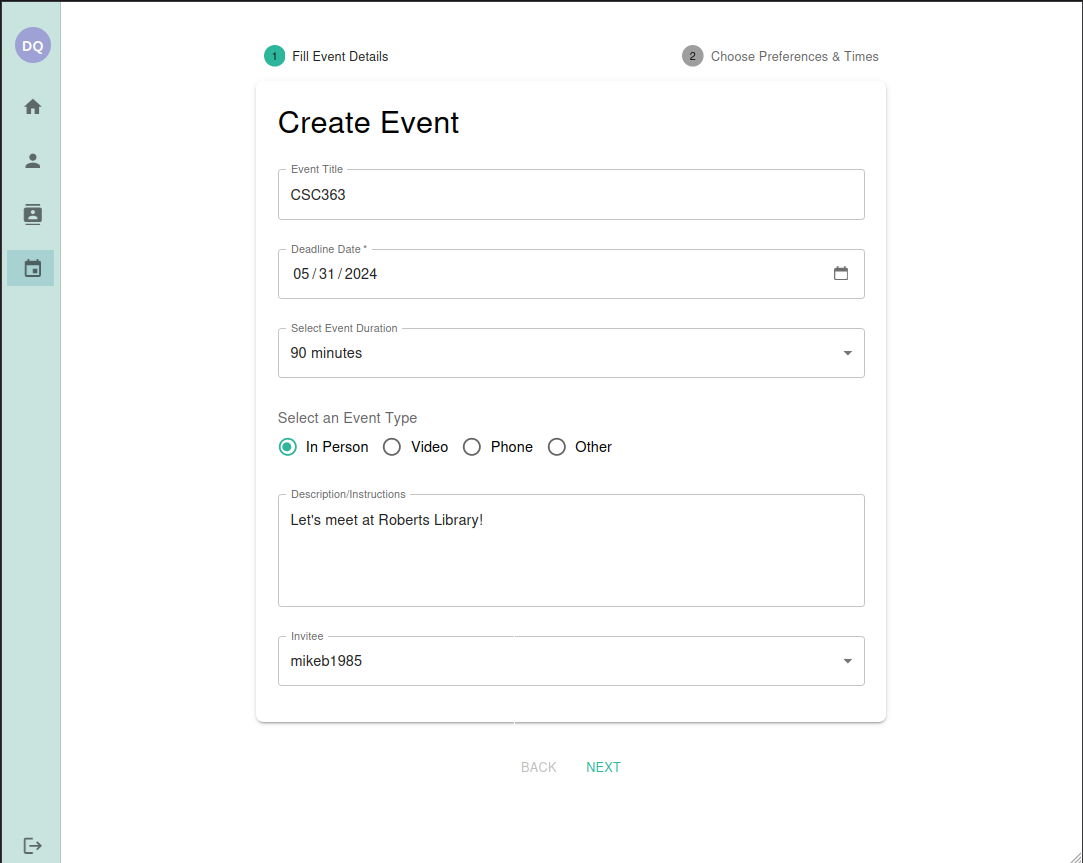 DQ
1 Fill Event Details
2 Choose Preferences & Times
Create Event
Event Title
CSC363
Deadline Date *
05/31/2024
Select Event Duration
90 minutes
Select an Event Type
In Person Video Phone Other
Description/Instructions
Let's meet at Roberts Library!
Invitee
mikeb1985
BACK NEXT